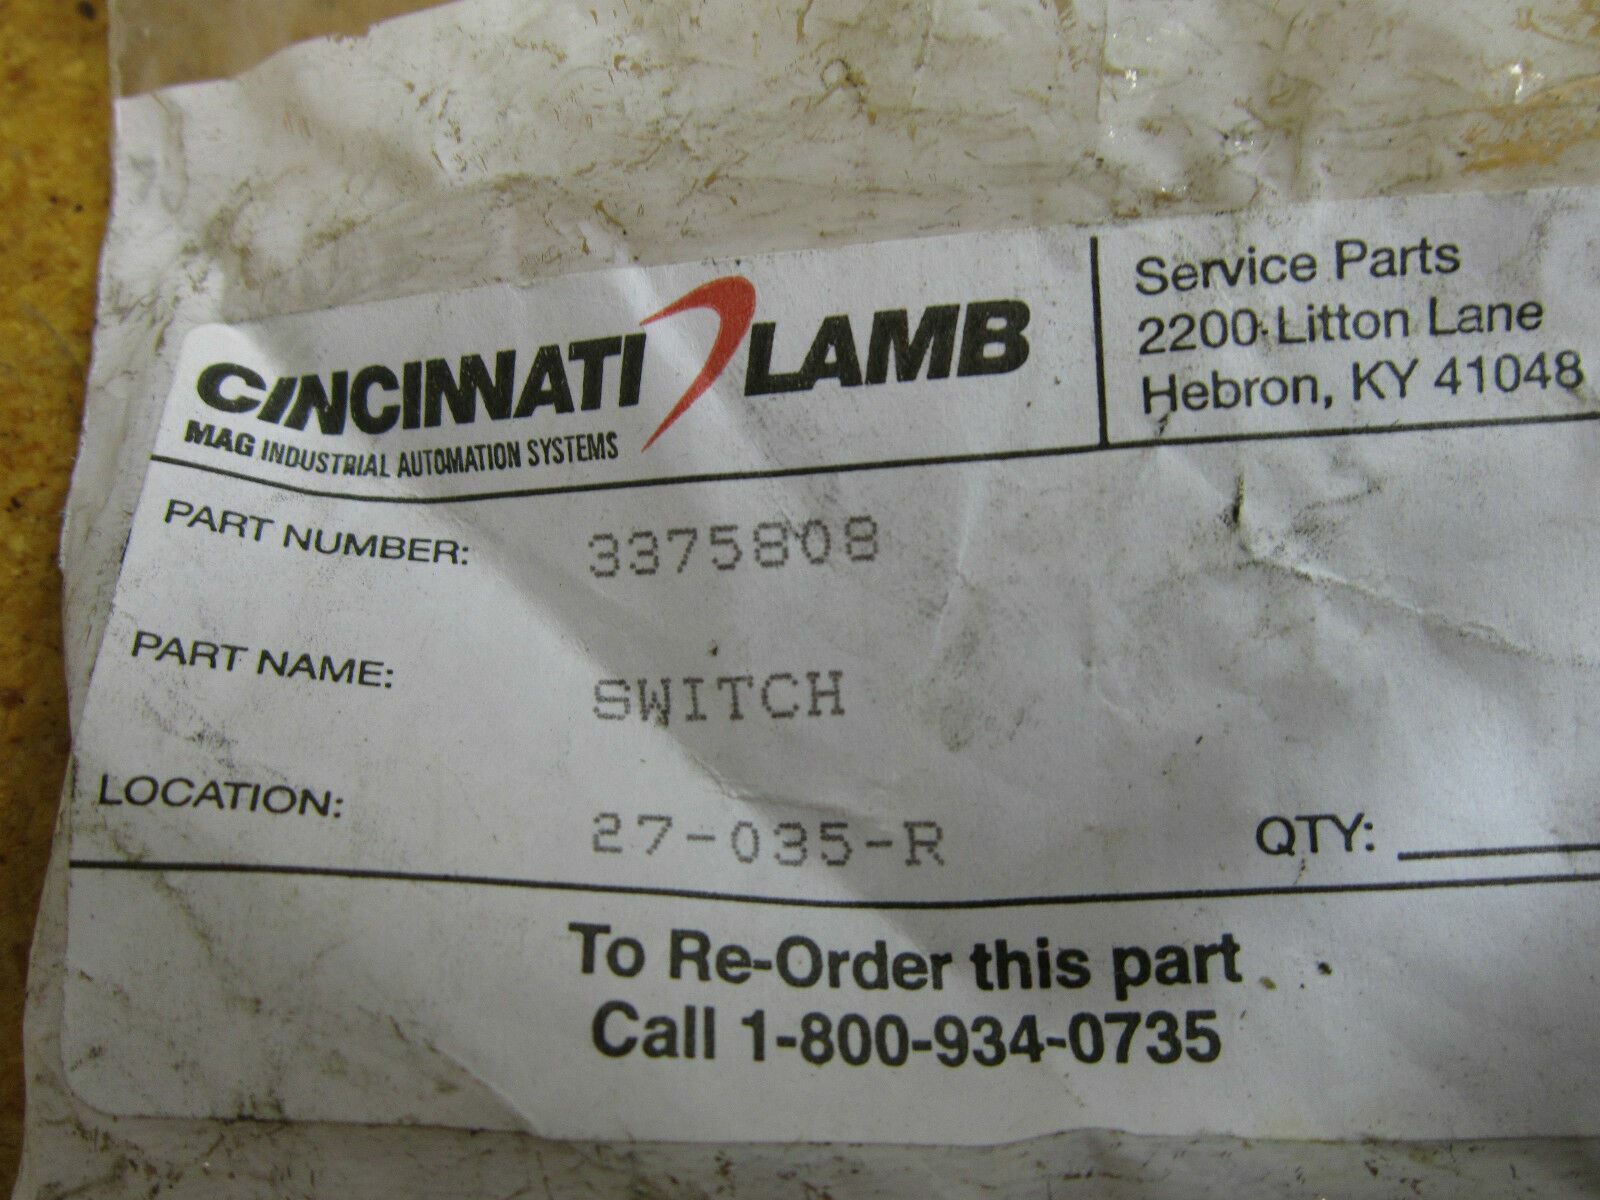 CINCINNATI LAMB
MAG INDUSTRIAL AUTOMATION SYSTEMS
Service Parts
2200 Litton Lane
Hebron, KY 41048
PART NUMBER: 3375808
PART NAME: SWITCH
LOCATION: 27-035-R QTY:
To Re-Order this part
Call 1-800-934-0735